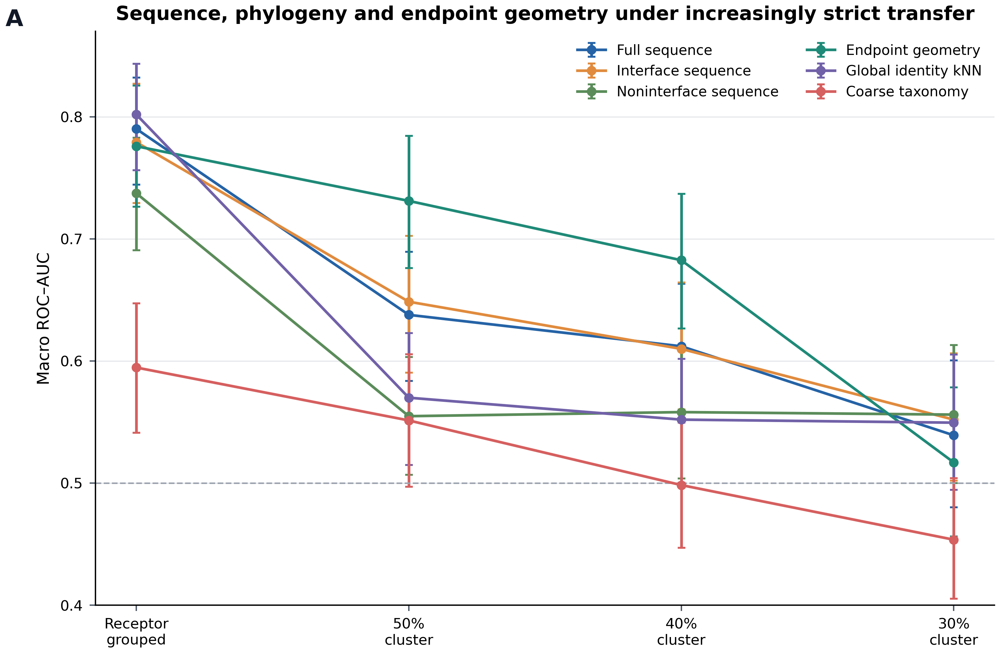 A
Sequence, phylogeny and endpoint geometry under increasingly strict transfer
Full sequence
Interface sequence
Noninterface sequence
Endpoint geometry
Global identity kNN
Coarse taxonomy
Macro ROC–AUC
0.8
0.7
0.6
0.5
0.4
Receptor
grouped
50%
cluster
40%
cluster
30%
cluster